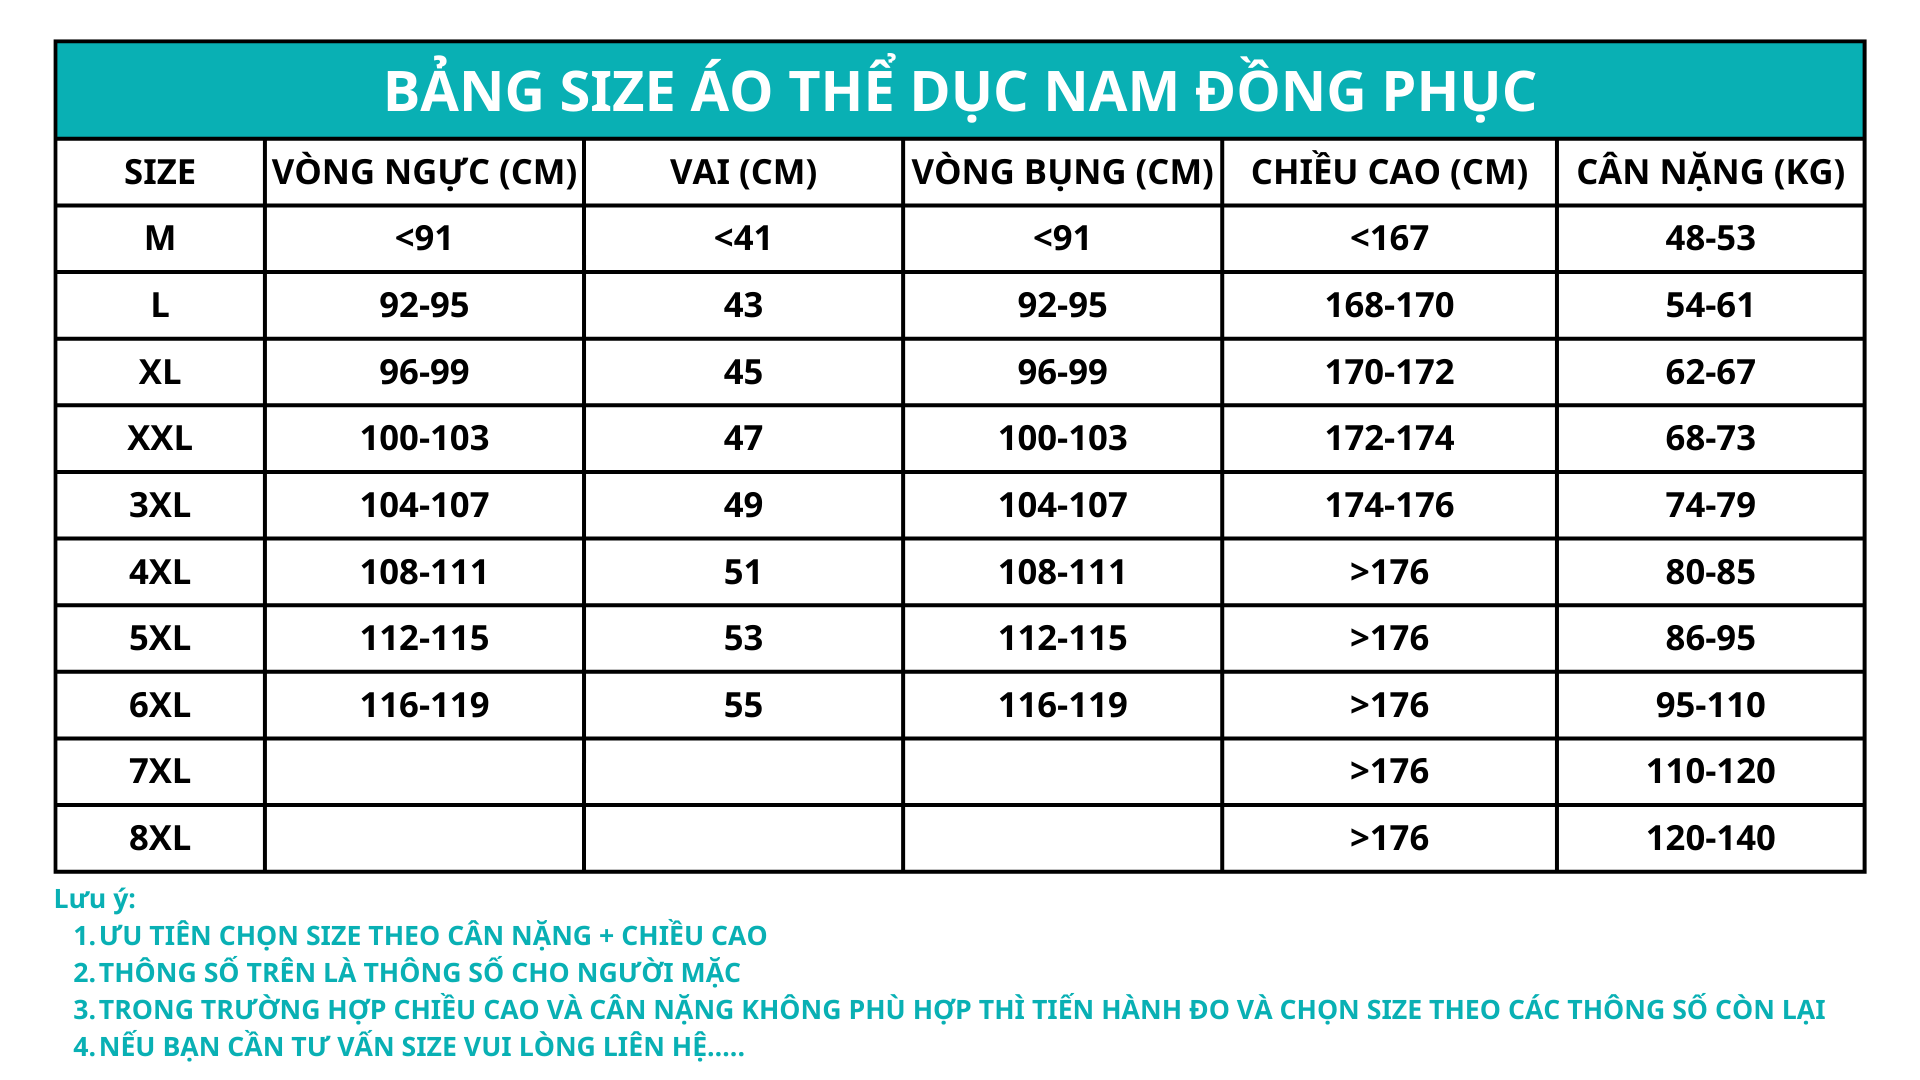 BẢNG SIZE ÁO THỂ DỤC NAM ĐỒNG PHỤC
SIZE VÒNG NGỰC (CM) VAI (CM) VÒNG BỤNG (CM) CHIỀU CAO (CM) CÂN NẶNG (KG)
M <91 <41 <91 <167 48-53
L 92-95 43 92-95 168-170 54-61
XL 96-99 45 96-99 170-172 62-67
XXL 100-103 47 100-103 172-174 68-73
3XL 104-107 49 104-107 174-176 74-79
4XL 108-111 51 108-111 >176 80-85
5XL 112-115 53 112-115 >176 86-95
6XL 116-119 55 116-119 >176 95-110
7XL >176 110-120
8XL >176 120-140
Lưu ý:
1. ƯU TIÊN CHỌN SIZE THEO CÂN NẶNG + CHIỀU CAO
2. THÔNG SỐ TRÊN LÀ THÔNG SỐ CHO NGƯỜI MẶC
3. TRONG TRƯỜNG HỢP CHIỀU CAO VÀ CÂN NẶNG KHÔNG PHÙ HỢP THÌ TIẾN HÀNH ĐO VÀ CHỌN SIZE THEO CÁC THÔNG SỐ CÒN LẠI
4. NẾU BẠN CẦN TƯ VẤN SIZE VUI LÒNG LIÊN HỆ.....